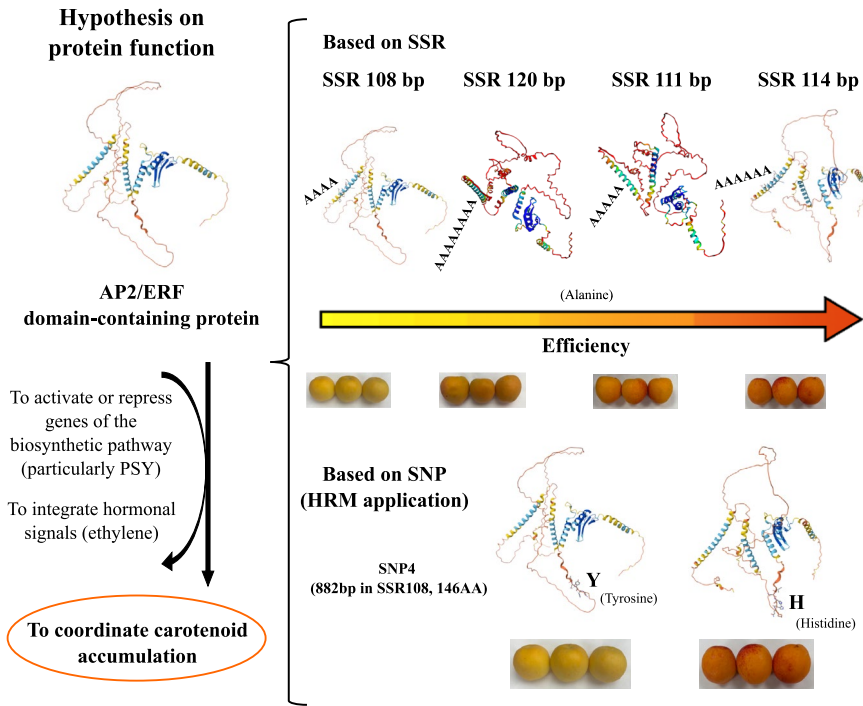 Hypothesis on
protein function
AP2/ERF
domain-containing protein
To activate or repress
genes of the
biosynthetic pathway
(particularly PSY)
To integrate hormonal
signals (ethylene)
To coordinate carotenoid
accumulation
Based on SSR
SSR 108 bp
SSR 120 bp
SSR 111 bp
SSR 114 bp
AAAA
AAAAAAAA
AAAAA
AAAAAA
(Alanine)
Efficiency
Based on SNP
(HRM application)
SNP4
(882bp in SSR108, 146AA)
Y
(Tyrosine)
H
(Histidine)